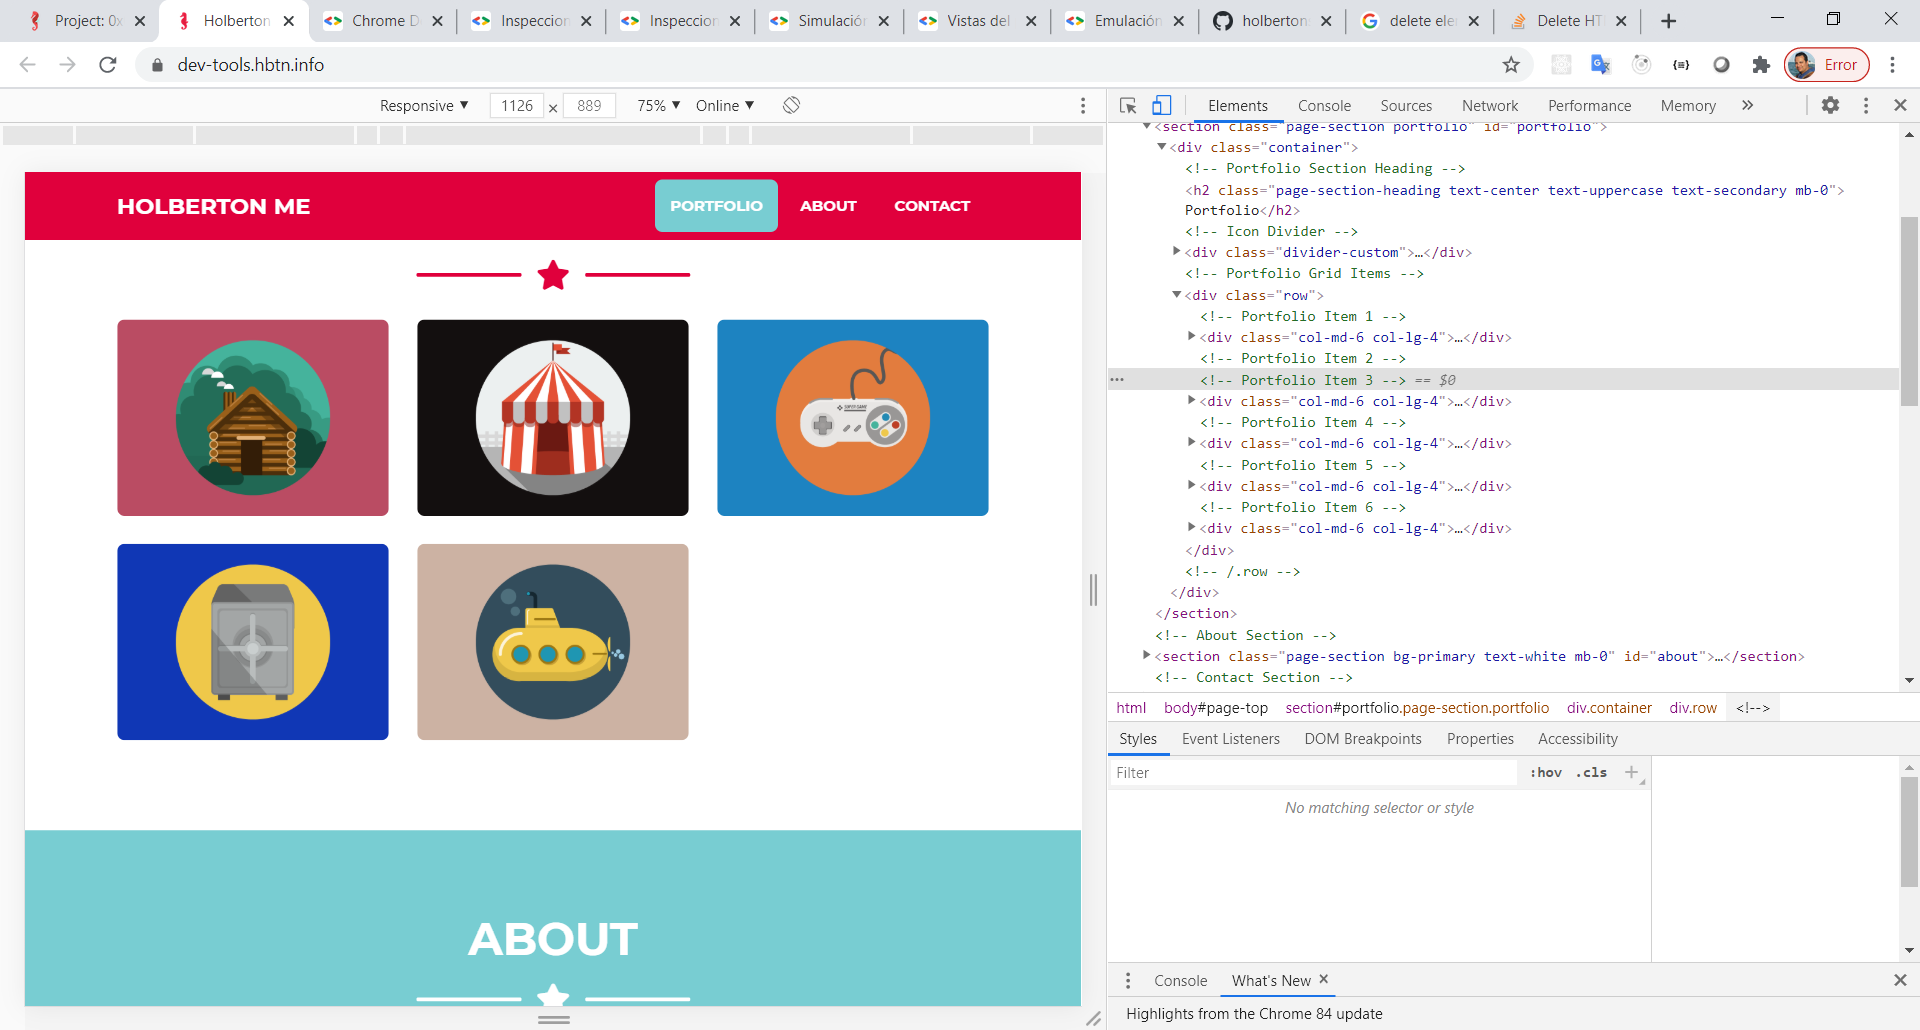 Project: 0x
Holberton
Chrome D
Inspeccion
Inspeccion
Simulación
Vistas del
Emulación
holberton
delete ele
Delete HT
dev-tools.hbtn.info
Error
Responsive ▼ 1126 × 889 75% ▼ Online ▼
Elements Console Sources Network Performance Memory »
HOLBERTON ME
PORTFOLIO ABOUT CONTACT
SUPER GAME
ABOUT
▼<section class="page-section portfolio" id="portfolio">
▼<div class="container">
<!-- Portfolio Section Heading -->
<h2 class="page-section-heading text-center text-uppercase text-secondary mb-0">
Portfolio</h2>
<!-- Icon Divider -->
▶<div class="divider-custom">…</div>
<!-- Portfolio Grid Items -->
▼<div class="row">
<!-- Portfolio Item 1 -->
▶<div class="col-md-6 col-lg-4">…</div>
<!-- Portfolio Item 2 -->
<!-- Portfolio Item 3 --> == $0
▶<div class="col-md-6 col-lg-4">…</div>
<!-- Portfolio Item 4 -->
▶<div class="col-md-6 col-lg-4">…</div>
<!-- Portfolio Item 5 -->
▶<div class="col-md-6 col-lg-4">…</div>
<!-- Portfolio Item 6 -->
▶<div class="col-md-6 col-lg-4">…</div>
</div>
<!-- /.row -->
</div>
</section>
<!-- About Section -->
▶<section class="page-section bg-primary text-white mb-0" id="about">…</section>
<!-- Contact Section -->
html body#page-top section#portfolio.page-section.portfolio div.container div.row <!-->
Styles Event Listeners DOM Breakpoints Properties Accessibility
Filter :hov .cls +
No matching selector or style
Console What's New ×
Highlights from the Chrome 84 update